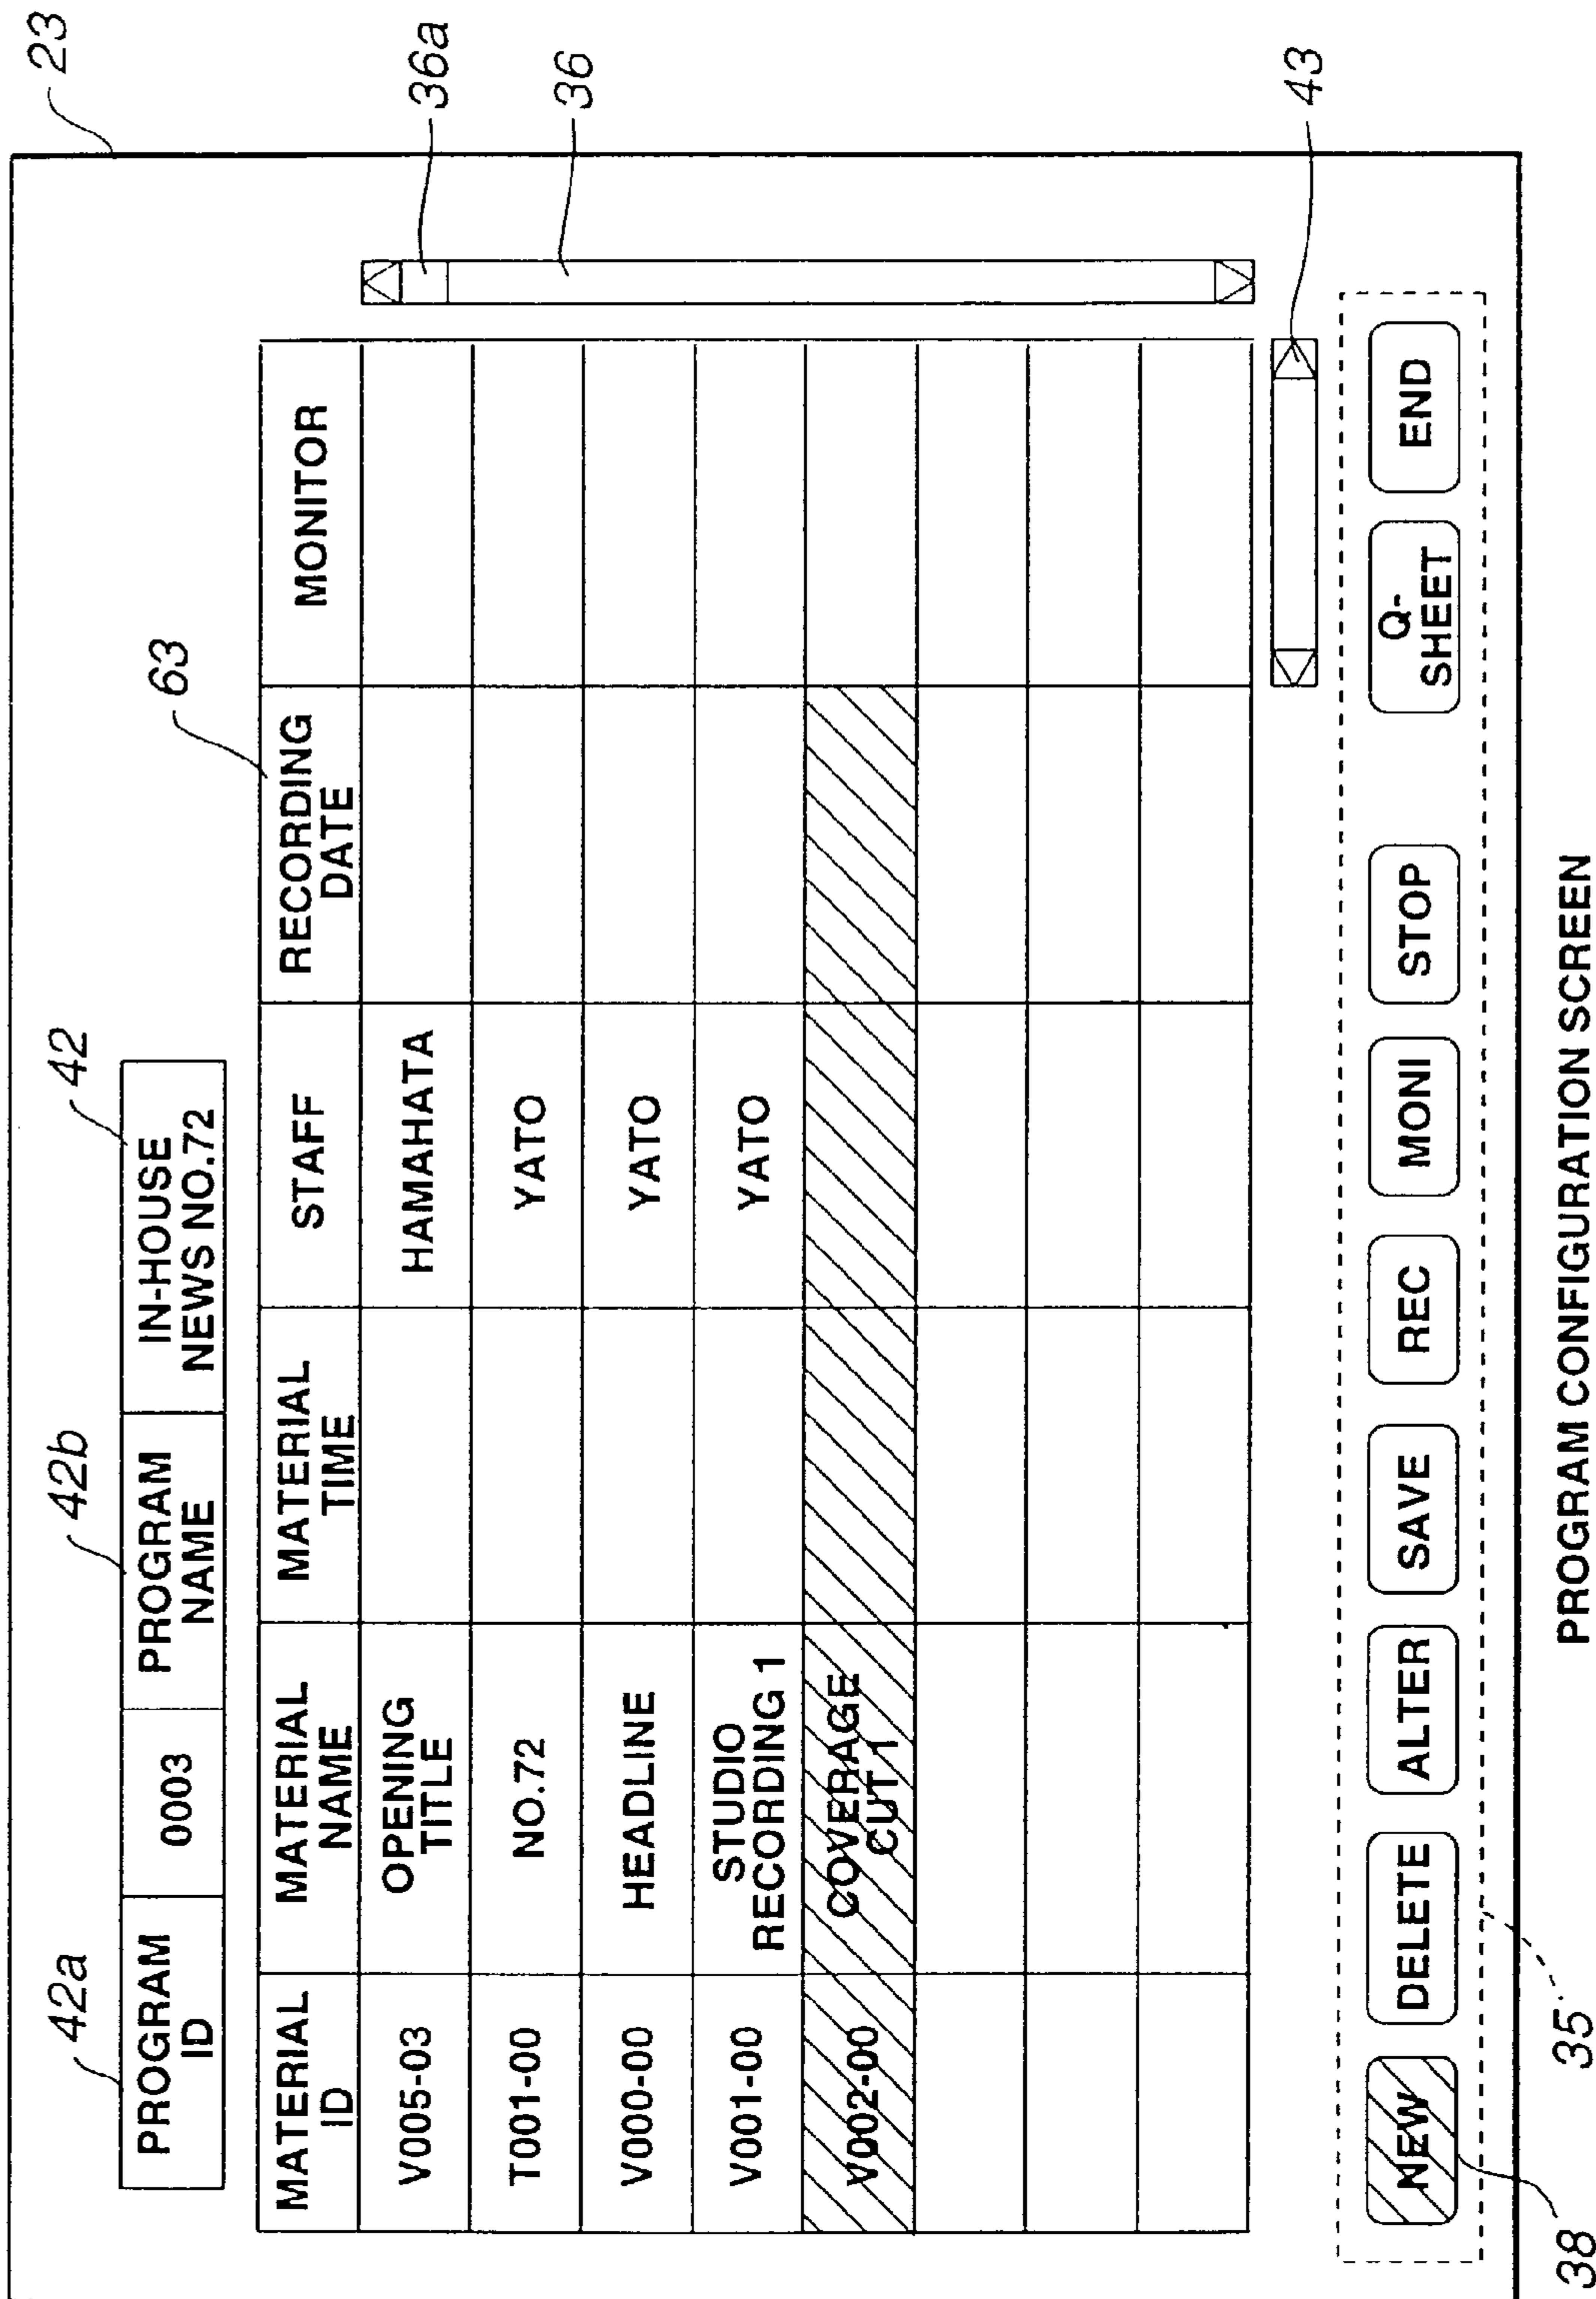 23
42a
42b
42
PROGRAM
ID
0003
PROGRAM
NAME
IN-HOUSE
NEWS NO.72
63
MATERIAL
ID
MATERIAL
NAME
MATERIAL
TIME
STAFF
RECORDING
DATE
MONITOR
V005-03
OPENING
TITLE
HAMAHATA
36a
T001-00
NO.72
YATO
36
V000-00
HEADLINE
YATO
V001-00
STUDIO
RECORDING 1
YATO
V002-00
COVERAGE
CUT 1
43
NEW
DELETE
ALTER
SAVE
REC
MONI
STOP
Q-
SHEET
END
38
35
PROGRAM CONFIGURATION SCREEN